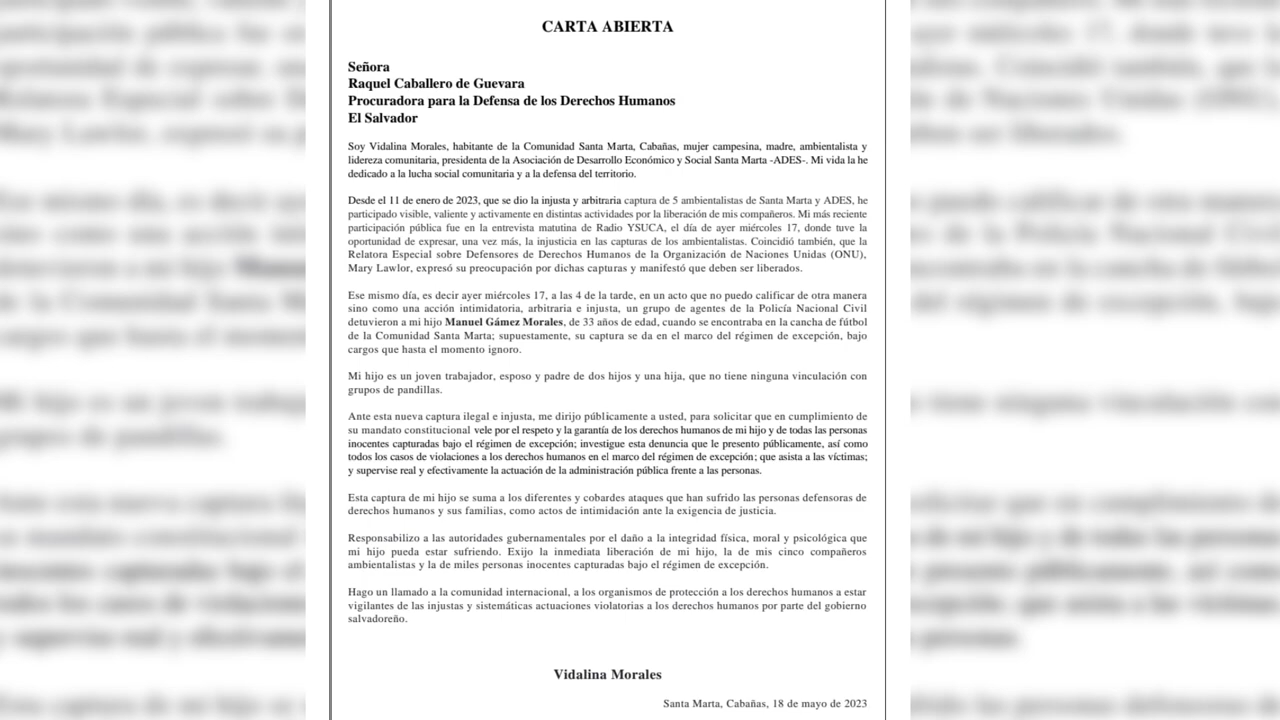 CARTA ABIERTA
Señora
Raquel Caballero de Guevara
Procuradora para la Defensa de los Derechos Humanos
El Salvador
Soy Vidalina Morales, habitante de la Comunidad Santa Marta, Cabañas, mujer campesina, madre, ambientalista y
lidereza comunitaria, presidenta de la Asociación de Desarrollo Económico y Social Santa Marta -ADES-. Mi vida la he
dedicado a la lucha social comunitaria y a la defensa del territorio.
Desde el 11 de enero de 2023, que se dio la injusta y arbitraria captura de 5 ambientalistas de Santa Marta y ADES, he
participado visible, valiente y activamente en distintas actividades por la liberación de mis compañeros. Mi más reciente
participación pública fue en la entrevista matutina de Radio YSUCA, el día de ayer miércoles 17, donde tuve la
oportunidad de expresar, una vez más, la injusticia en las capturas de los ambientalistas. Coincidió también, que la
Relatora Especial sobre Defensores de Derechos Humanos de la Organización de Naciones Unidas (ONU),
Mary Lawlor, expresó su preocupación por dichas capturas y manifestó que deben ser liberados.
Ese mismo día, es decir ayer miércoles 17, a las 4 de la tarde, en un acto que no puedo calificar de otra manera
sino como una acción intimidatoria, arbitraria e injusta, un grupo de agentes de la Policía Nacional Civil
detuvieron a mi hijo Manuel Gámez Morales, de 33 años de edad, cuando se encontraba en la cancha de fútbol
de la Comunidad Santa Marta; supuestamente, su captura se da en el marco del régimen de excepción, bajo
cargos que hasta el momento ignoro.
Mi hijo es un joven trabajador, esposo y padre de dos hijos y una hija, que no tiene ninguna vinculación con
grupos de pandillas.
Ante esta nueva captura ilegal e injusta, me dirijo públicamente a usted, para solicitar que en cumplimiento de
su mandato constitucional vele por el respeto y la garantía de los derechos humanos de mi hijo y de todas las personas
inocentes capturadas bajo el régimen de excepción; investigue esta denuncia que le presento públicamente, así como
todos los casos de violaciones a los derechos humanos en el marco del régimen de excepción; que asista a las víctimas;
y supervise real y efectivamente la actuación de la administración pública frente a las personas.
Esta captura de mi hijo se suma a los diferentes y cobardes ataques que han sufrido las personas defensoras de
derechos humanos y sus familias, como actos de intimidación ante la exigencia de justicia.
Responsabilizo a las autoridades gubernamentales por el daño a la integridad física, moral y psicológica que
mi hijo pueda estar sufriendo. Exijo la inmediata liberación de mi hijo, la de mis cinco compañeros
ambientalistas y la de miles personas inocentes capturadas bajo el régimen de excepción.
Hago un llamado a la comunidad internacional, a los organismos de protección a los derechos humanos a estar
vigilantes de las injustas y sistemáticas actuaciones violatorias a los derechos humanos por parte del gobierno
salvadoreño.
Vidalina Morales
Santa Marta, Cabañas, 18 de mayo de 2023